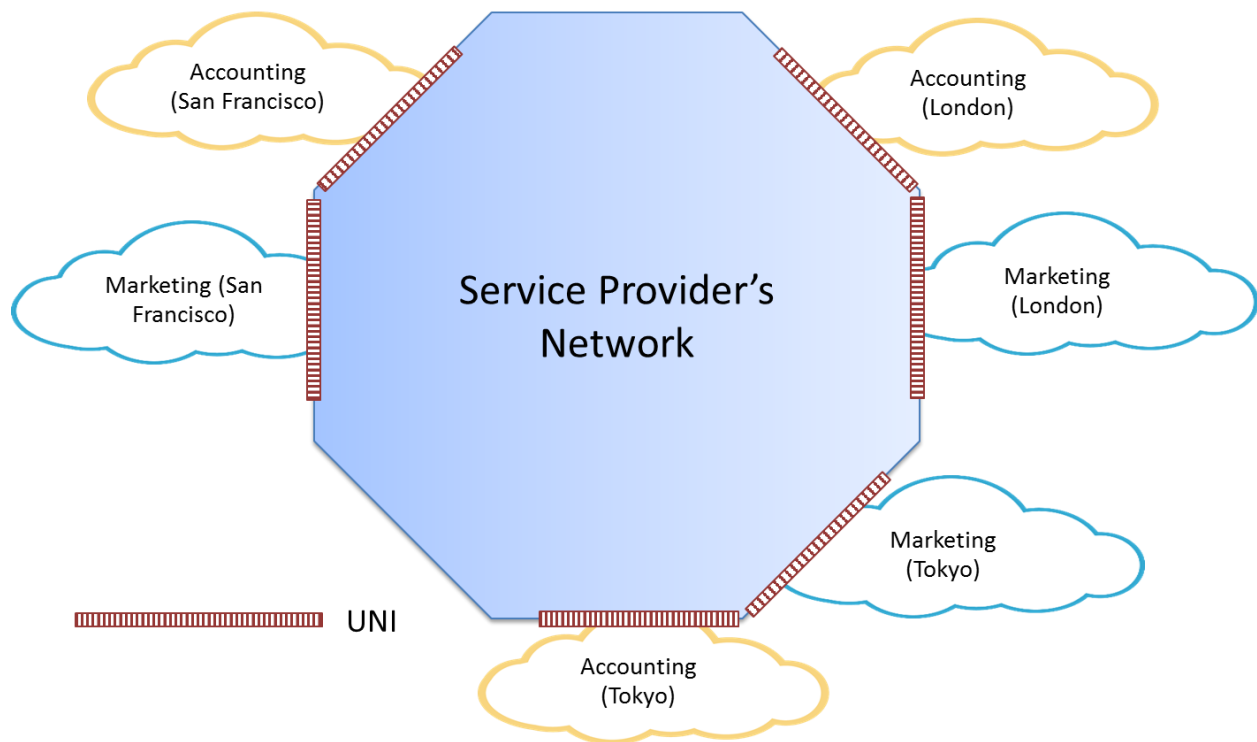 Accounting
(San Francisco)
Accounting
(London)
Marketing (San
Francisco)
Service Provider’s
Network
Marketing
(London)
Marketing
(Tokyo)
UNI
Accounting
(Tokyo)